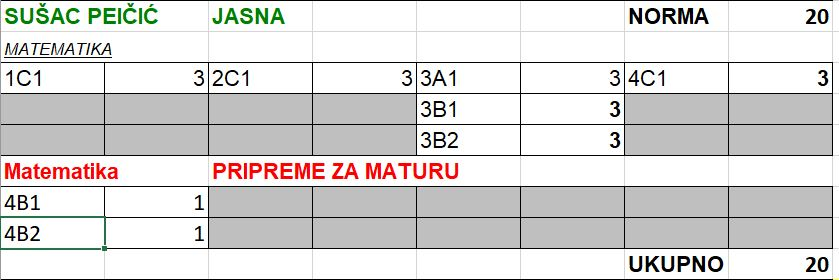 SUŠAC PEIČIĆ JASNA NORMA 20
MATEMATIKA
1C1 3 2C1 3 3A1 3 4C1 3
3B1 3
3B2 3
Matematika PRIPREME ZA MATURU
4B1 1
4B2 1
UKUPNO 20